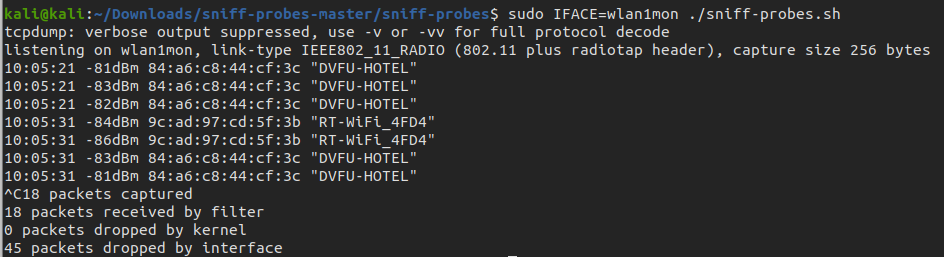 kali@kali:~/Downloads/sniff-probes-master/sniff-probes$ sudo IFACE=wlan1mon ./sniff-probes.sh
tcpdump: verbose output suppressed, use -v or -vv for full protocol decode
listening on wlan1mon, link-type IEEE802_11_RADIO (802.11 plus radiotap header), capture size 256 bytes
10:05:21 -81dBm 84:a6:c8:44:cf:3c "DVFU-HOTEL"
10:05:21 -83dBm 84:a6:c8:44:cf:3c "DVFU-HOTEL"
10:05:21 -82dBm 84:a6:c8:44:cf:3c "DVFU-HOTEL"
10:05:31 -84dBm 9c:ad:97:cd:5f:3b "RT-WiFi_4FD4"
10:05:31 -86dBm 9c:ad:97:cd:5f:3b "RT-WiFi_4FD4"
10:05:31 -83dBm 84:a6:c8:44:cf:3c "DVFU-HOTEL"
10:05:31 -81dBm 84:a6:c8:44:cf:3c "DVFU-HOTEL"
^C18 packets captured
18 packets received by filter
0 packets dropped by kernel
45 packets dropped by interface